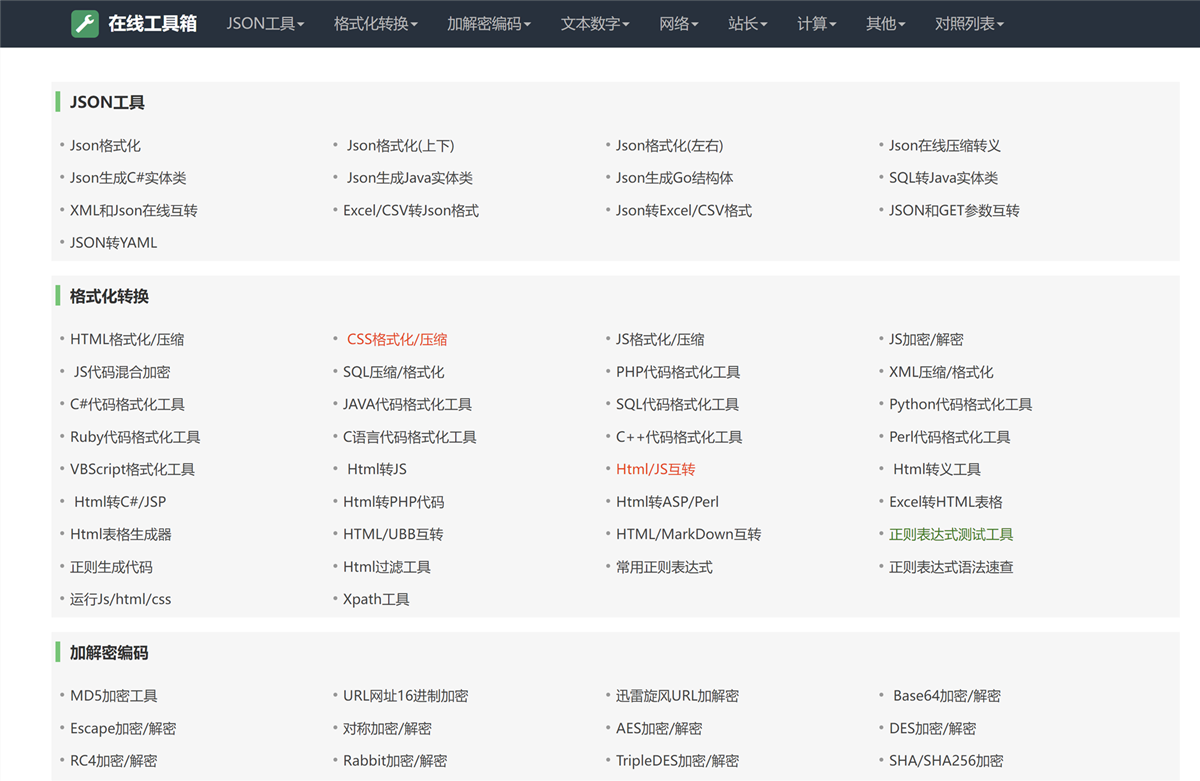 在线工具箱 JSON工具 格式化转换 加解密编码 文本数字 网络 站长 计算 其他 对照列表
JSON工具
Json格式化 Json格式化(上下) Json格式化(左右) Json在线压缩转义
Json生成C#实体类 Json生成Java实体类 Json生成Go结构体 SQL转Java实体类
XML和Json在线互转 Excel/CSV转Json格式 Json转Excel/CSV格式 JSON和GET参数互转
JSON转YAML
格式化转换
HTML格式化/压缩 CSS格式化/压缩 JS格式化/压缩 JS加密/解密
JS代码混合加密 SQL压缩/格式化 PHP代码格式化工具 XML压缩/格式化
C#代码格式化工具 JAVA代码格式化工具 SQL代码格式化工具 Python代码格式化工具
Ruby代码格式化工具 C语言代码格式化工具 C++代码格式化工具 Perl代码格式化工具
VBScript格式化工具 Html转JS Html/JS互转 Html转义工具
Html转C#/JSP Html转PHP代码 Html转ASP/Perl Excel转HTML表格
Html表格生成器 HTML/UBB互转 HTML/MarkDown互转 正则表达式测试工具
正则生成代码 Html过滤工具 常用正则表达式 正则表达式语法速查
运行Js/html/css Xpath工具
加解密编码
MD5加密工具 URL网址16进制加密 迅雷旋风URL加解密 Base64加密/解密
Escape加密/解密 对称加密/解密 AES加密/解密 DES加密/解密
RC4加密/解密 Rabbit加密/解密 TripleDES加密/解密 SHA/SHA256加密